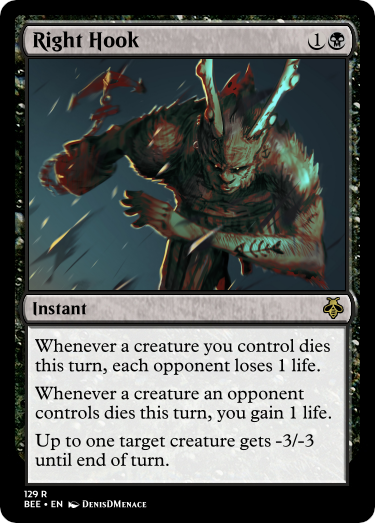 Right Hook 1
Instant
Whenever a creature you control dies
this turn, each opponent loses 1 life.
Whenever a creature an opponent
controls dies this turn, you gain 1 life.
Up to one target creature gets -3/-3
until end of turn.
129 R
BEE • EN DenisDMenace